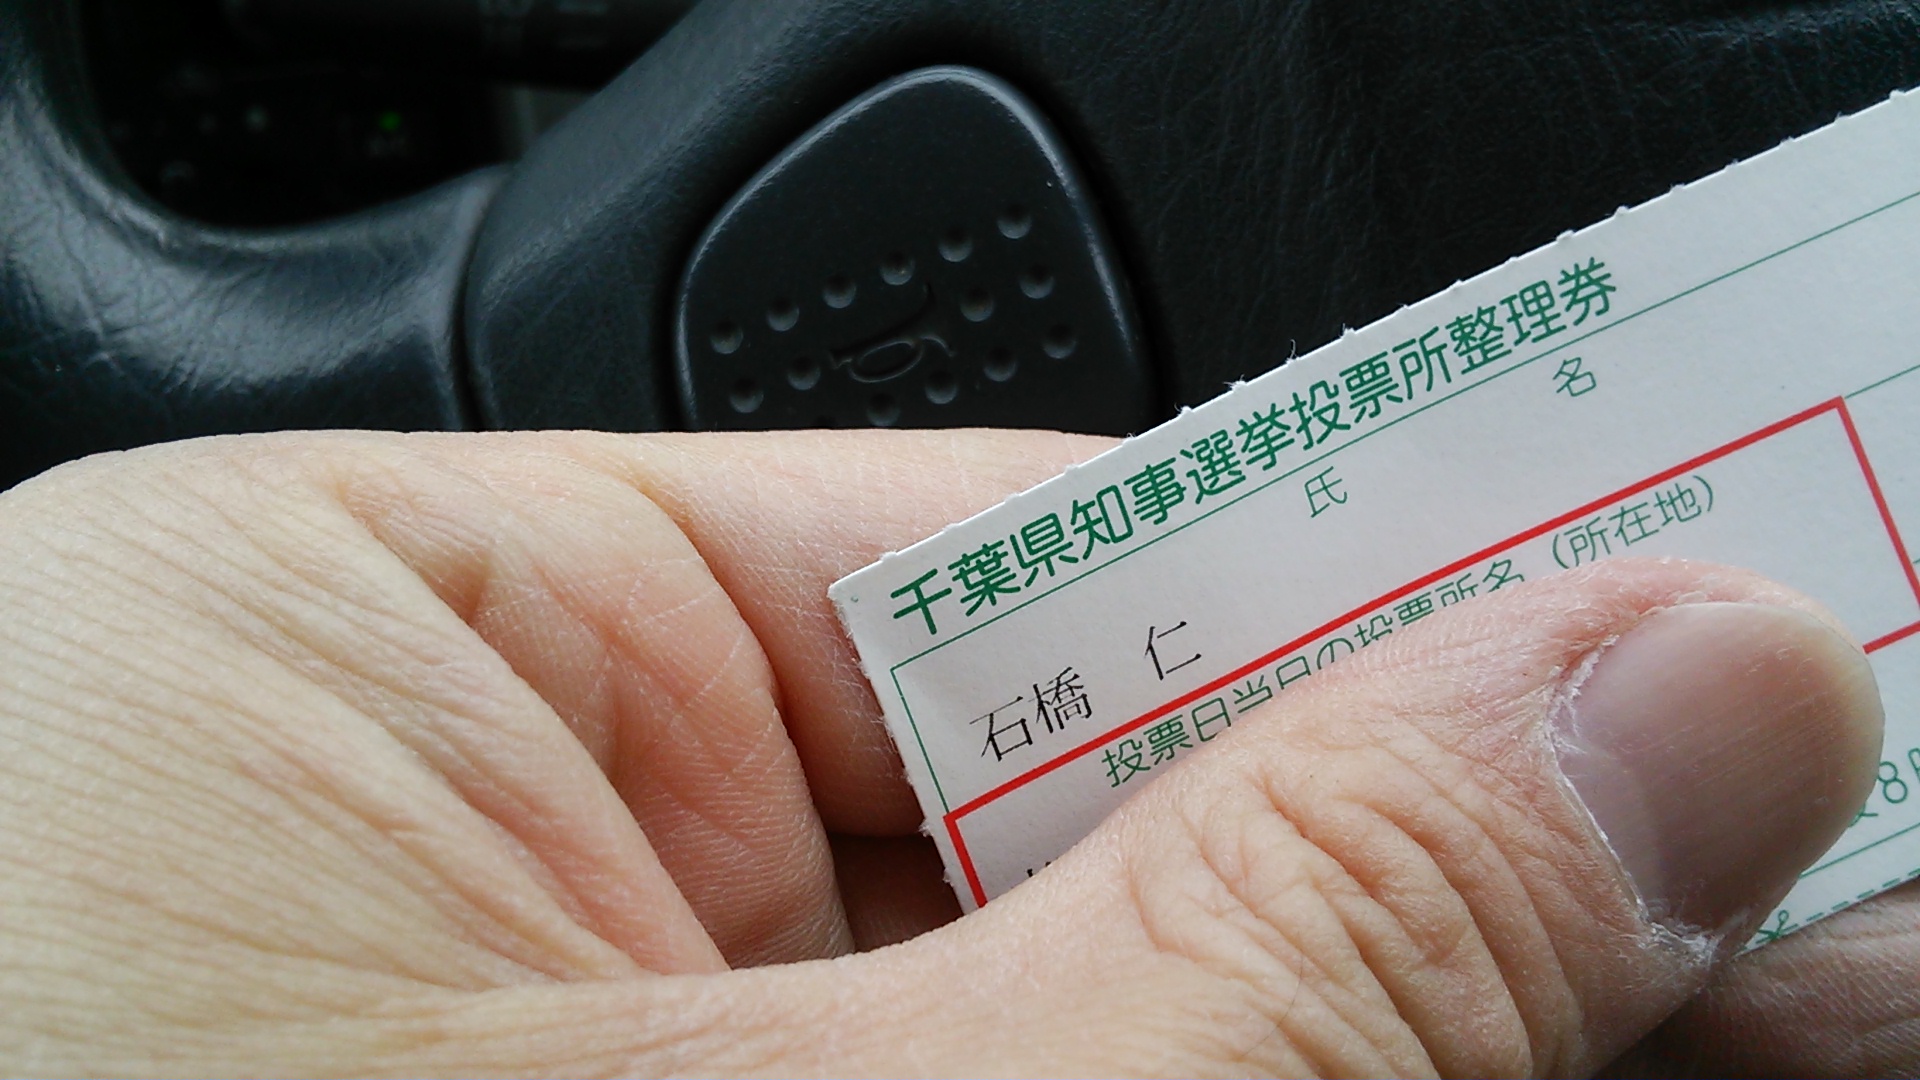 千葉県知事選挙投票所整理券
氏 名
石橋 仁
投票日当日の投票所名（所在地）
8